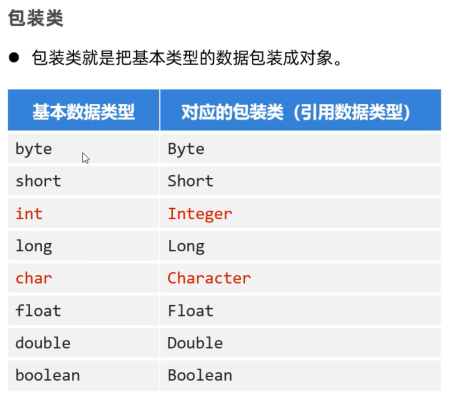 包装类
● 包装类就是把基本类型的数据包装成对象。
基本数据类型 对应的包装类（引用数据类型）
byte Byte
short Short
int Integer
long Long
char Character
float Float
double Double
boolean Boolean